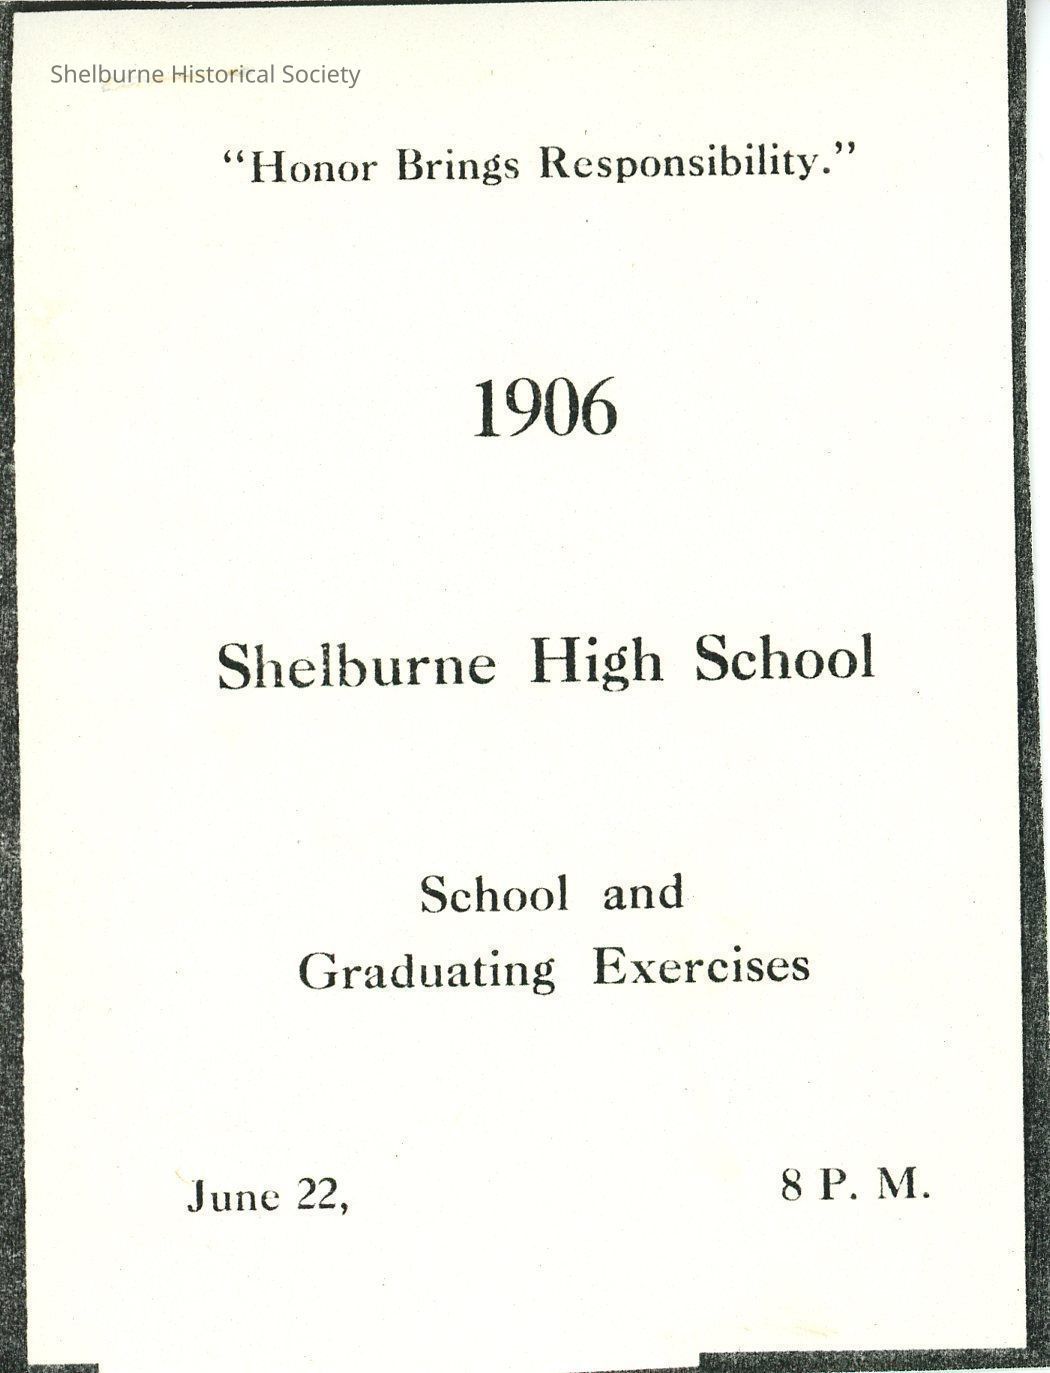 Shelburne Historical Society
“Honor Brings Responsibility.”
1906
Shelburne High School
School and
Graduating Exercises
June 22, 8 P. M.